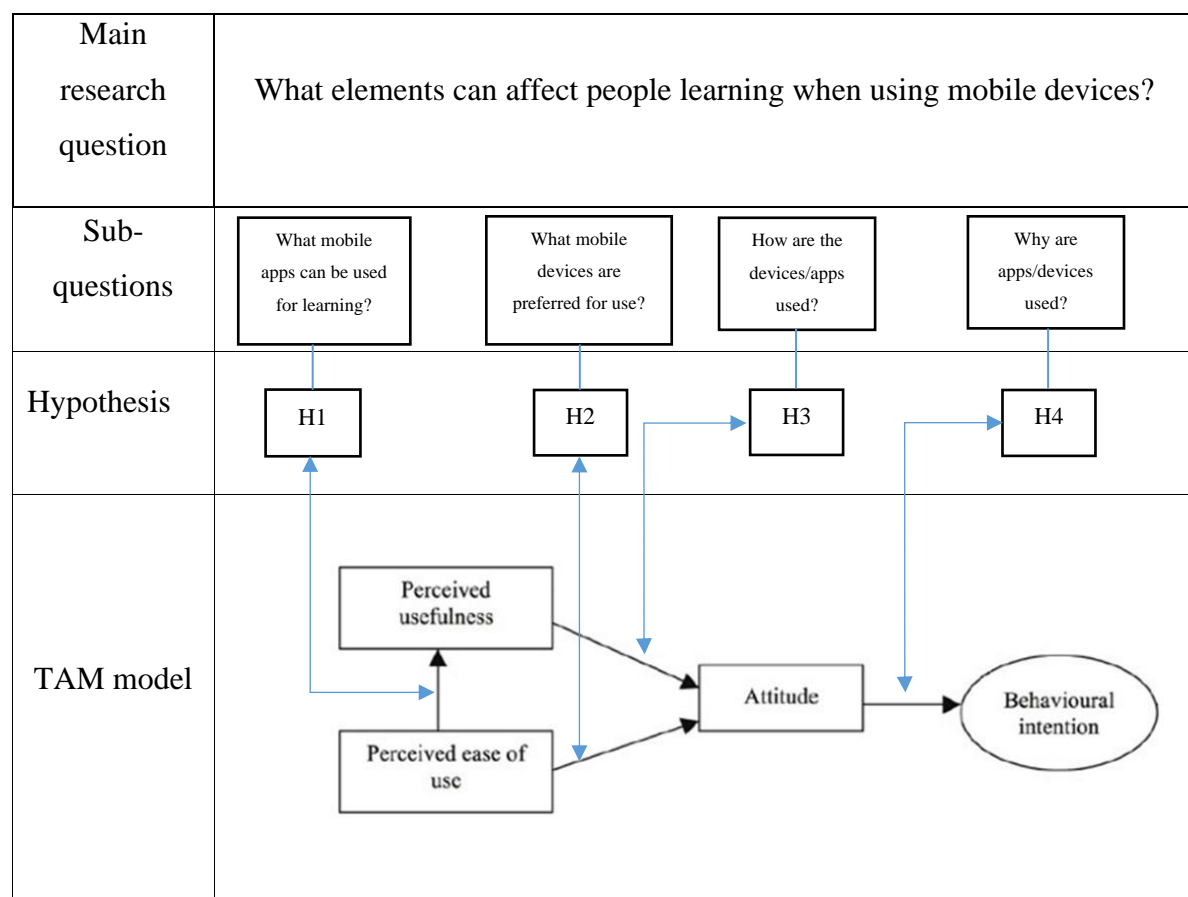 Main
research
question
What elements can affect people learning when using mobile devices?
Sub-
questions
What mobile
apps can be used
for learning?
What mobile
devices are
preferred for use?
How are the
devices/apps
used?
Why are
apps/devices
used?
Hypothesis
H1
H2
H3
H4
TAM model
Perceived
usefulness
Perceived ease of
use
Attitude
Behavioural
intention